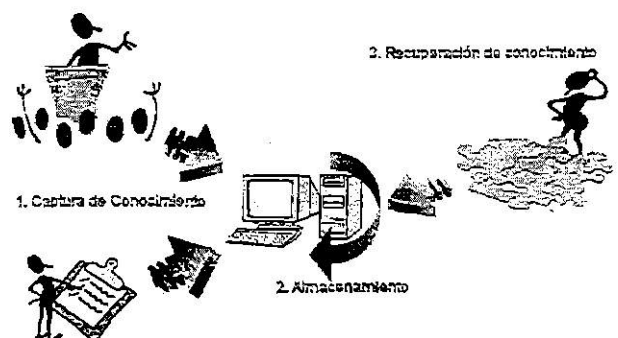 3. Recuperación de conocimiento
1. Captura de Conocimiento
2. Almacenamiento